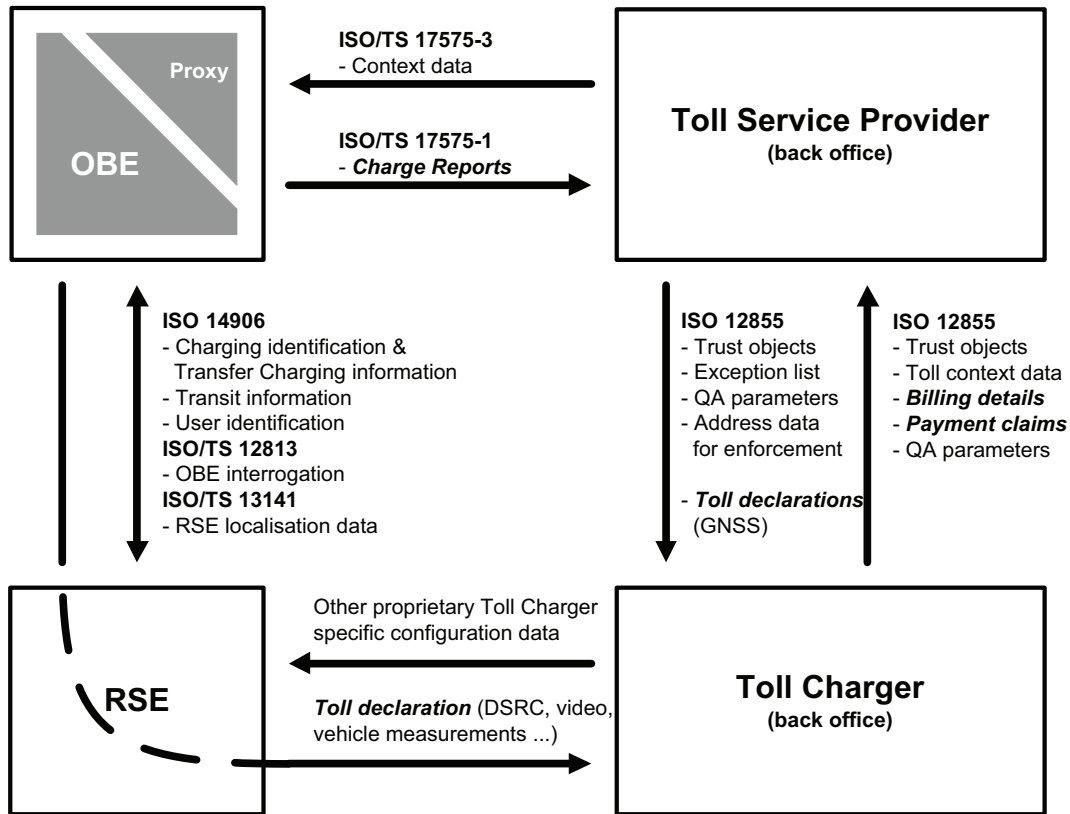 Proxy
OBE
ISO/TS 17575-3
- Context data
ISO/TS 17575-1
- Charge Reports
Toll Service Provider
(back office)
ISO 14906
- Charging identification &
Transfer Charging information
- Transit information
- User identification
ISO/TS 12813
- OBE interrogation
ISO/TS 13141
- RSE localisation data
ISO 12855
- Trust objects
- Exception list
- QA parameters
- Address data
for enforcement
- Toll declarations
(GNSS)
ISO 12855
- Trust objects
- Toll context data
- Billing details
- Payment claims
- QA parameters
RSE
Other proprietary Toll Charger
specific configuration data
Toll declaration (DSRC, video,
vehicle measurements ...)
Toll Charger
(back office)